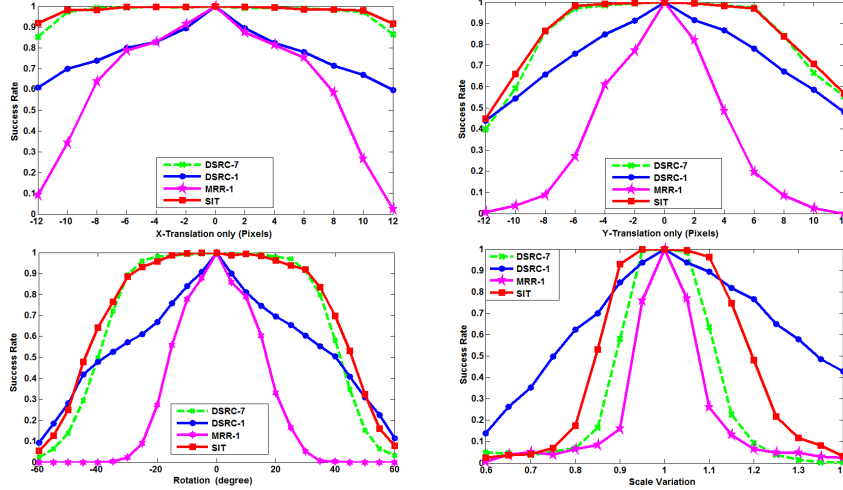 1
0.9
0.8
0.7
0.6
0.5
0.4
0.3
0.2
0.1
0
Success Rate
-12 -10 -8 -6 -4 -2 0 2 4 6 8 10 12
X-Translation only (Pixels)
DSRC-7
DSRC-1
MRR-1
SIT
1
0.9
0.8
0.7
0.6
0.5
0.4
0.3
0.2
0.1
0
Success Rate
-12 -10 -8 -6 -4 -2 0 2 4 6 8 10
Y-Translation only (Pixels)
DSRC-7
DSRC-1
MRR-1
SIT
1
0.9
0.8
0.7
0.6
0.5
0.4
0.3
0.2
0.1
0
Success Rate
-60 -40 -20 0 20 40 60
Rotation (degree)
DSRC-7
DSRC-1
MRR-1
SIT
1
0.9
0.8
0.7
0.6
0.5
0.4
0.3
0.2
0.1
0
Success Rate
0.6 0.7 0.8 0.9 1 1.1 1.2 1.3
Scale Variation
DSRC-7
DSRC-1
MRR-1
SIT